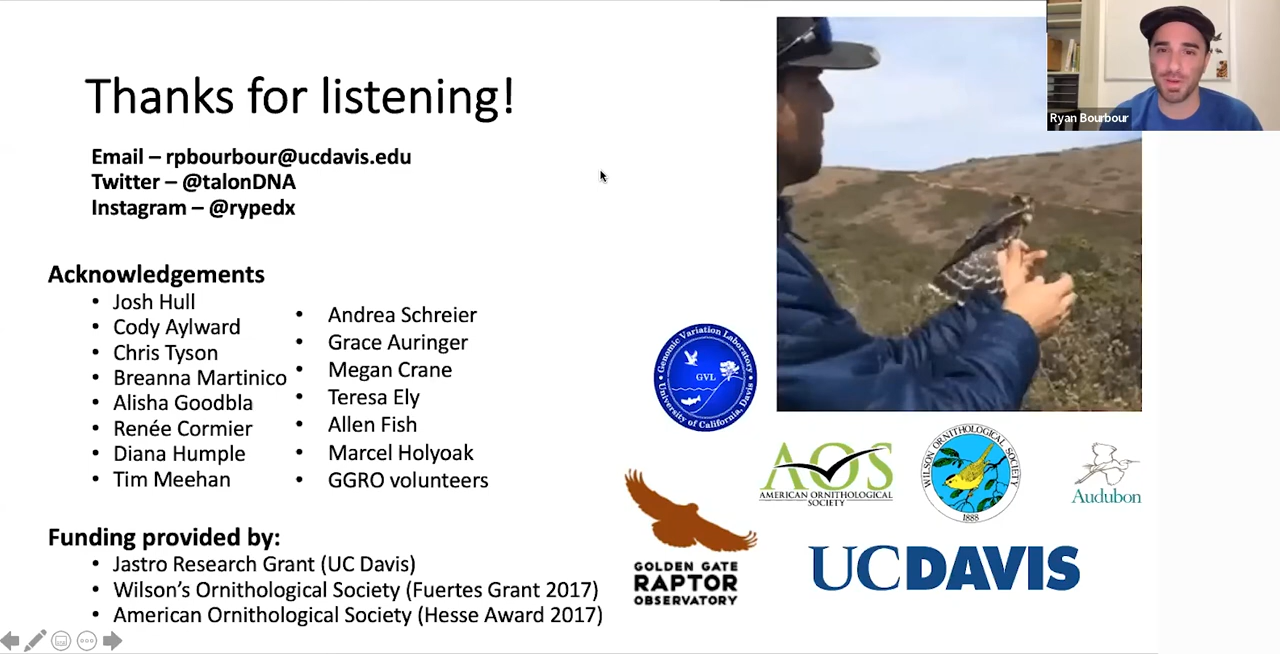 Thanks for listening!
Email – rpbourbour@ucdavis.edu
Twitter – @talonDNA
Instagram – @rypedx
Acknowledgements
• Josh Hull
• Cody Aylward
• Chris Tyson
• Breanna Martinico
• Alisha Goodbla
• Renée Cormier
• Diana Humple
• Tim Meehan
• Andrea Schreier
• Grace Auringer
• Megan Crane
• Teresa Ely
• Allen Fish
• Marcel Holyoak
• GGRO volunteers
Funding provided by:
• Jastro Research Grant (UC Davis)
• Wilson’s Ornithological Society (Fuertes Grant 2017)
• American Ornithological Society (Hesse Award 2017)
Ryan Bourbour
Genomic Variation Laboratory
GVL
University of California, Davis
AOS
AMERICAN ORNITHOLOGICAL
SOCIETY
WILSON ORNITHOLOGICAL SOCIETY
1888
Audubon
GOLDEN GATE
RAPTOR
OBSERVATORY
UCDAVIS